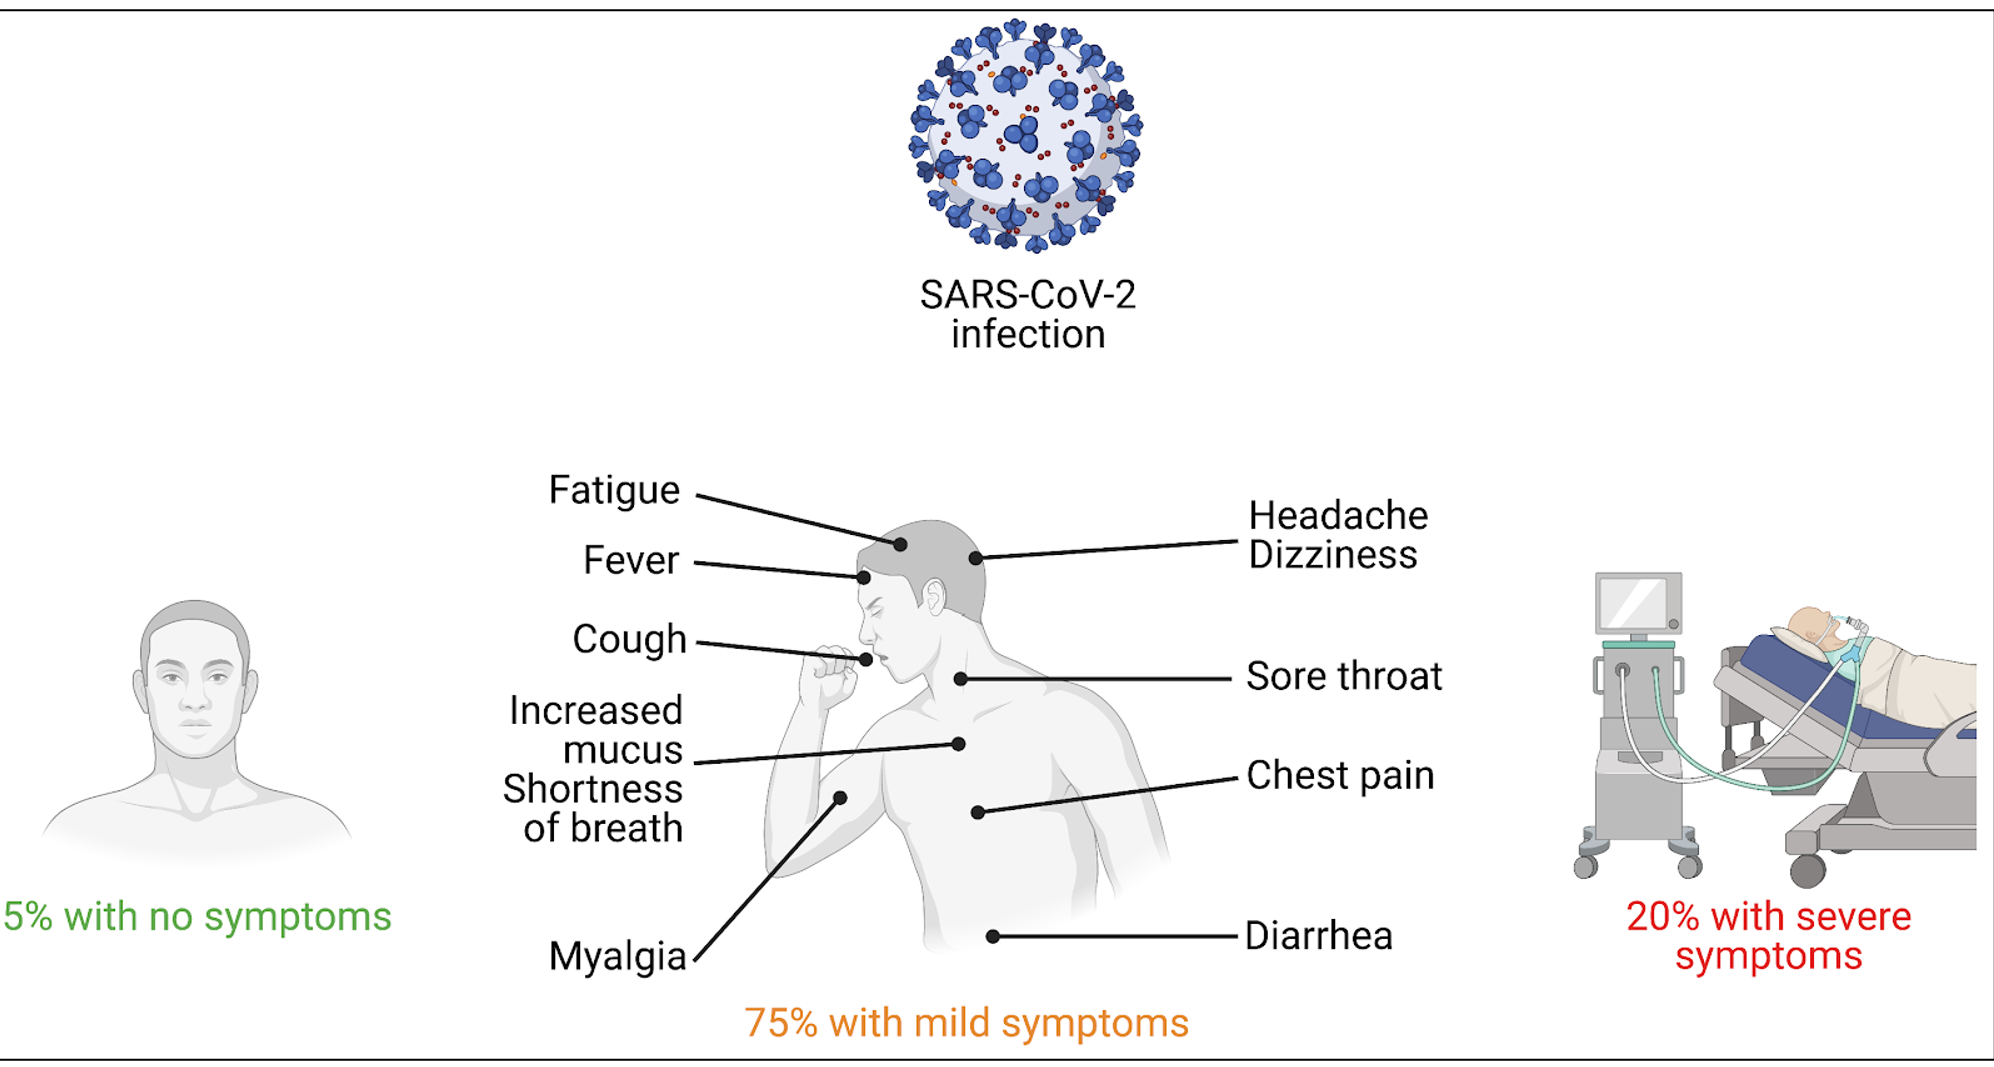 SARS-CoV-2
infection
Fatigue
Fever
Cough
Increased
mucus
Shortness
of breath
Myalgia
Headache
Dizziness
Sore throat
Chest pain
Diarrhea
5% with no symptoms
75% with mild symptoms
20% with severe
symptoms